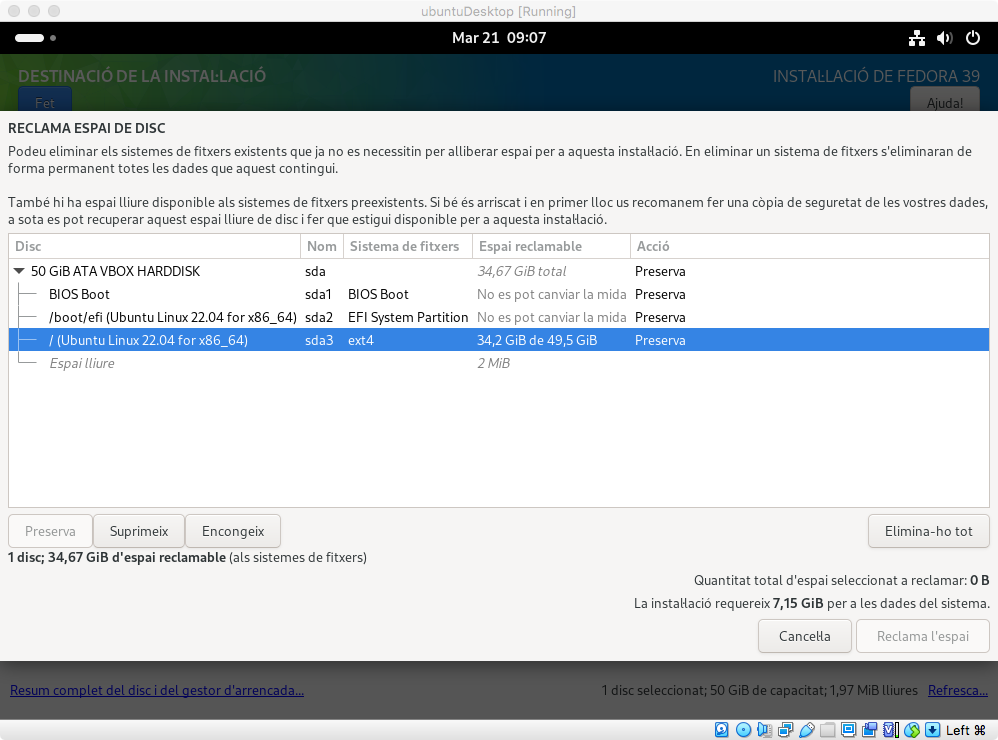 ubuntuDesktop [Running]
Mar 21 09:07
DESTINACIÓ DE LA INSTAL·LACIÓ
INSTAL·LACIÓ DE FEDORA 39
Fet
Ajuda!
RECLAMA ESPAI DE DISC
Podeu eliminar els sistemes de fitxers existents que ja no es necessitin per alliberar espai per a aquesta instal·lació. En eliminar un sistema de fitxers s'eliminaran de
forma permanent totes les dades que aquest contingui.
També hi ha espai lliure disponible als sistemes de fitxers preexistents. Si bé és arriscat i en primer lloc us recomanem fer una còpia de seguretat de les vostres dades,
a sota es pot recuperar aquest espai lliure de disc i fer que estigui disponible per a aquesta instal·lació.
Disc Nom Sistema de fitxers Espai reclamable Acció
50 GiB ATA VBOX HARDDISK sda 34,67 GiB total Preserva
BIOS Boot sda1 BIOS Boot No es pot canviar la mida Preserva
/boot/efi (Ubuntu Linux 22.04 for x86_64) sda2 EFI System Partition No es pot canviar la mida Preserva
/ (Ubuntu Linux 22.04 for x86_64) sda3 ext4 34,2 GiB de 49,5 GiB Preserva
Espai lliure 2 MiB
Preserva Suprimeix Encongeix Elimina-ho tot
1 disc; 34,67 GiB d'espai reclamable (als sistemes de fitxers)
Quantitat total d'espai seleccionat a reclamar: 0 B
La instal·lació requereix 7,15 GiB per a les dades del sistema.
Cancel·la Reclama l'espai
Resum complet del disc i del gestor d'arrencada...
1 disc seleccionat; 50 GiB de capacitat; 1,97 MiB lliures Refresca...
Left ⌘